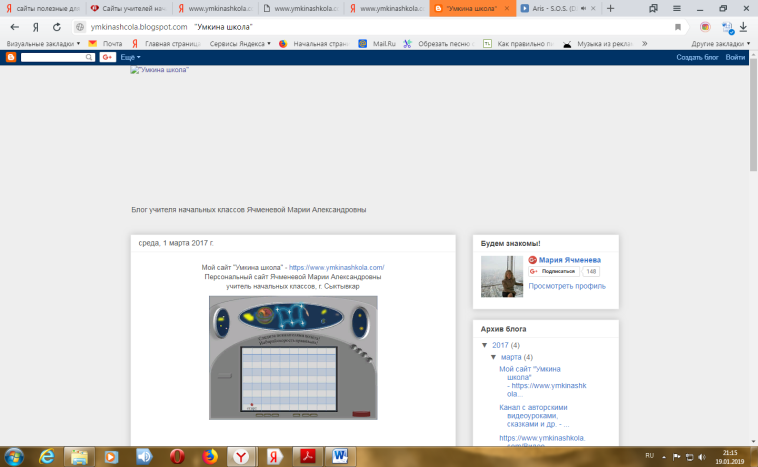 сайты полезные для
Сайты учителей нач
www.ymkinashkola.c
www.ymkinashkola.c
www.ymkinashkola.c
"Умкина школа"
Aris - S.O.S. (D
ymkinashcola.blogspot.com "Умкина школа"
Визуальные закладки
Почта
Главная страница
Сервисы Яндекса
Начальная стран
Mail.Ru
Обрезать песню
Как правильно п
Музыка из реклам
Другие закладки
G+
Ещё
Создать блог
Войти
"Умкина школа"
Блог учителя начальных классов Ячменевой Марии Александровны
среда, 1 марта 2017 г.
Мой сайт "Умкина школа" - https://www.ymkinashkola.com/
Персональный сайт Ячменевой Марии Александровны
учитель начальных классов, г. Сыктывкар
Будем знакомы!
Мария Ячменева
Подписаться
148
Просмотреть профиль
Архив блога
▼ 2017 (4)
▼ марта (4)
Мой сайт "Умкина
школа"
- https://www.ymkinashk
ola...
Канал с авторскими
видеоуроками,
сказками и др. - ...
https://www.ymkinashkola.
RU
21:15
19.01.2019